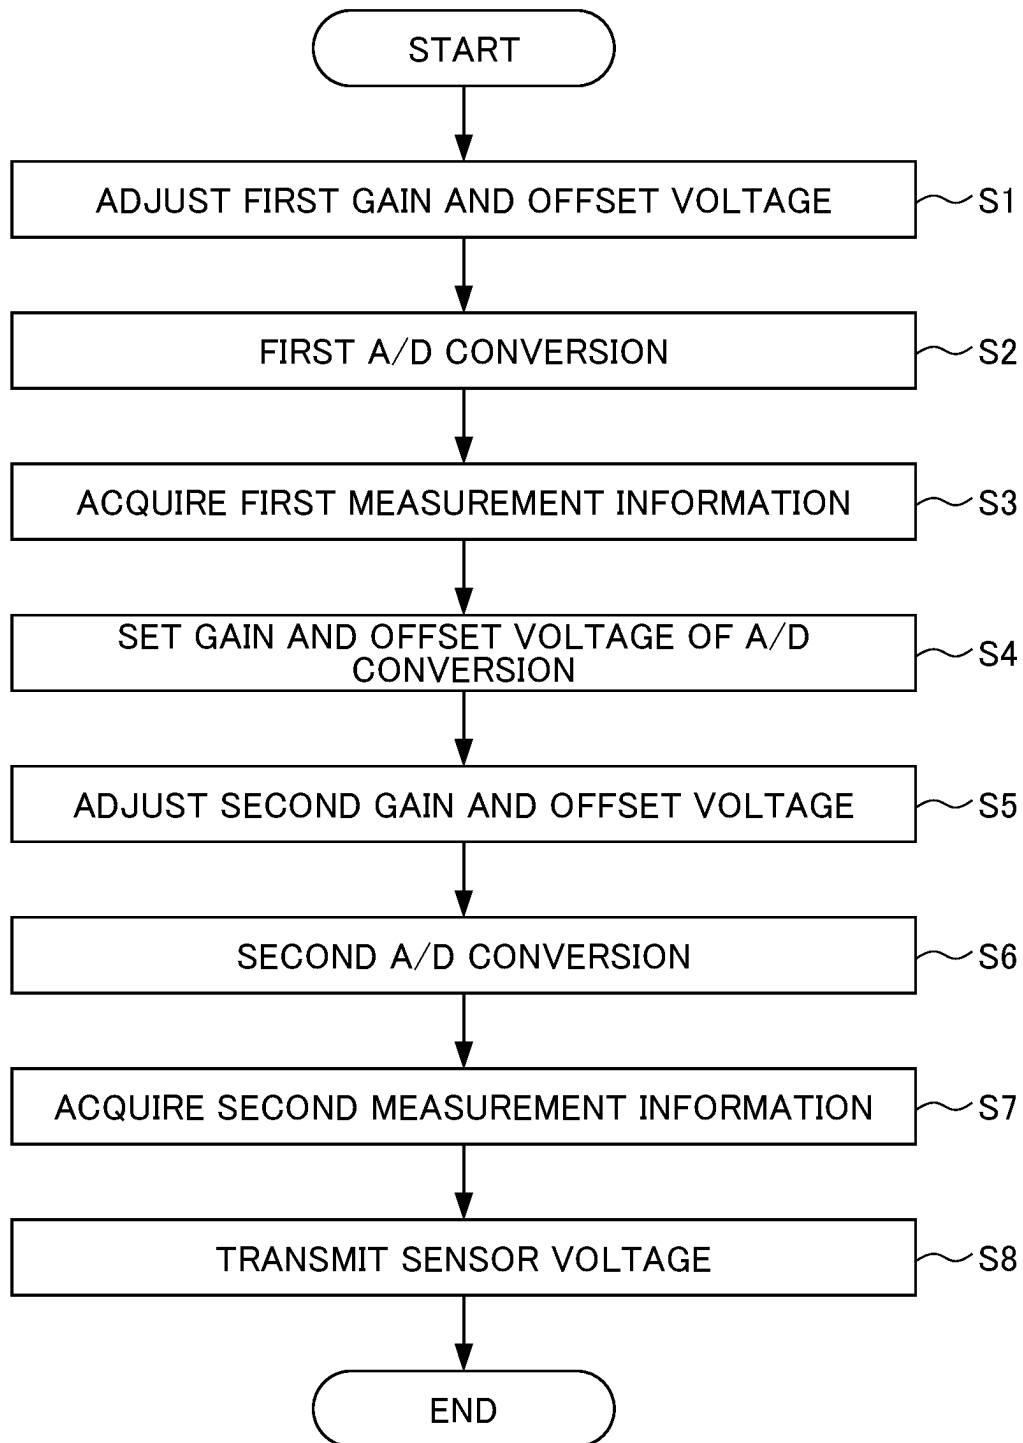 START
ADJUST FIRST GAIN AND OFFSET VOLTAGE
S1
FIRST A/D CONVERSION
S2
ACQUIRE FIRST MEASUREMENT INFORMATION
S3
SET GAIN AND OFFSET VOLTAGE OF A/D
CONVERSION
S4
ADJUST SECOND GAIN AND OFFSET VOLTAGE
S5
SECOND A/D CONVERSION
S6
ACQUIRE SECOND MEASUREMENT INFORMATION
S7
TRANSMIT SENSOR VOLTAGE
S8
END